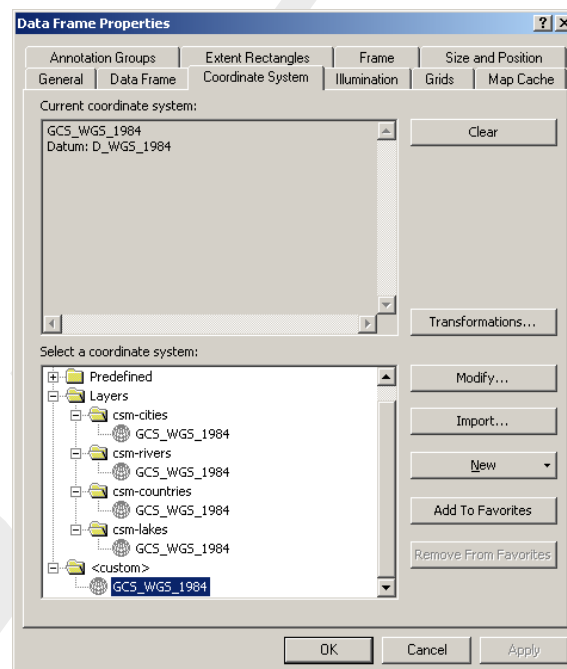 Data Frame Properties
Annotation Groups Extent Rectangles Frame Size and Position
General Data Frame Coordinate System Illumination Grids Map Cache
Current coordinate system:
GCS_WGS_1984
Datum: D_WGS_1984
Clear
Transformations...
Select a coordinate system:
Predefined
Layers
csm-cities
GCS_WGS_1984
csm-rivers
GCS_WGS_1984
csm-countries
GCS_WGS_1984
csm-lakes
GCS_WGS_1984
<custom>
GCS_WGS_1984
Modify...
Import...
New
Add To Favorites
Remove From Favorites
OK Cancel Apply